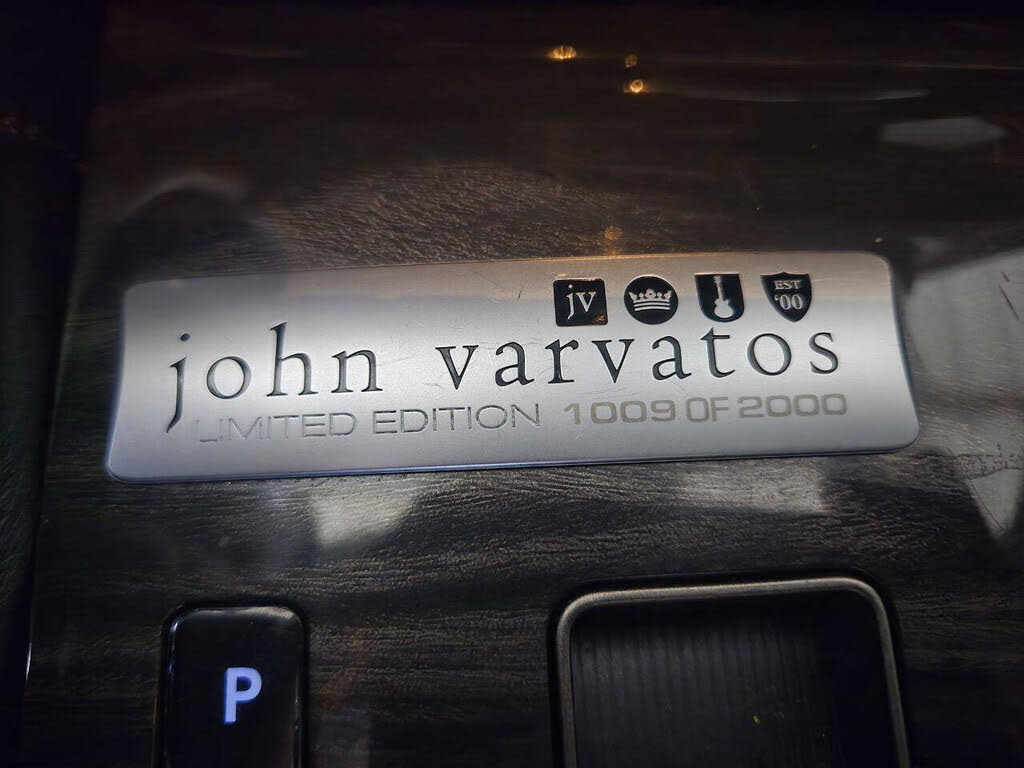 jv EST '00
john varvatos
LIMITED EDITION 1009 OF 2000
P